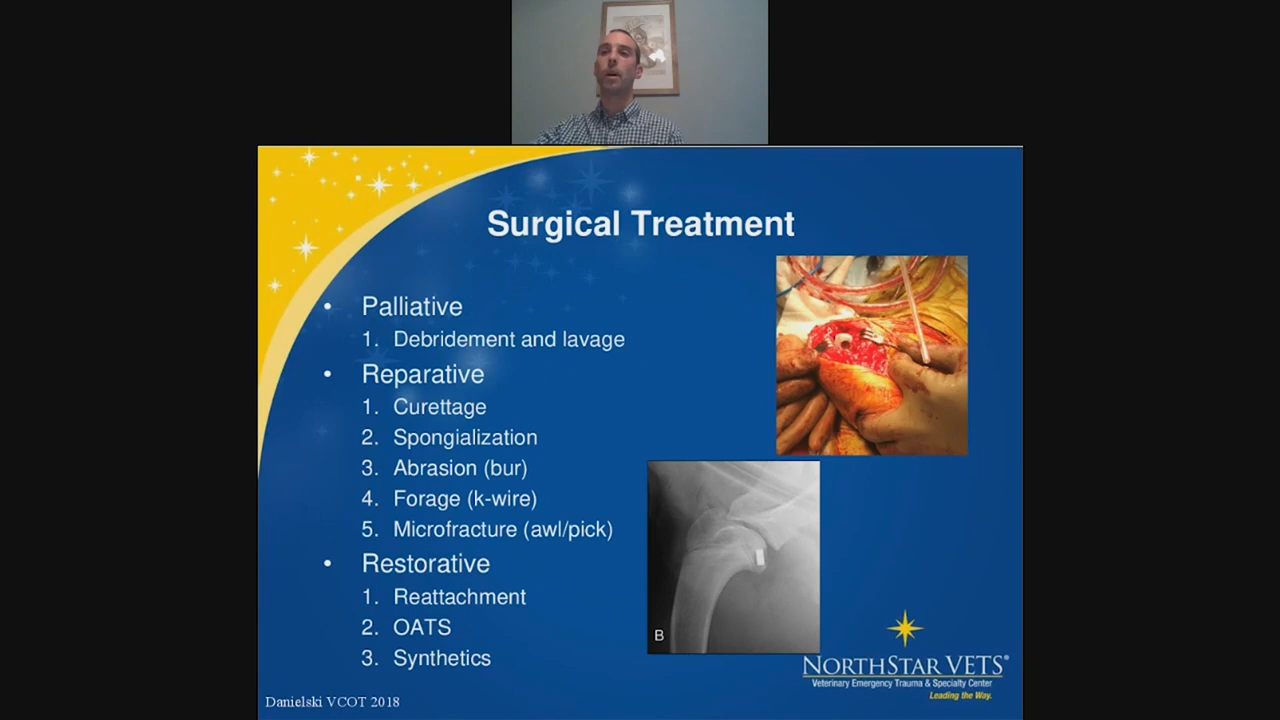 Surgical Treatment
• Palliative
1. Debridement and lavage
• Reparative
1. Curettage
2. Spongialization
3. Abrasion (bur)
4. Forage (k-wire)
5. Microfracture (awl/pick)
• Restorative
1. Reattachment
2. OATS
3. Synthetics
B
NORTHSTAR VETS®
Veterinary Emergency Trauma & Specialty Center
Leading the Way.
Danielski VCOT 2018